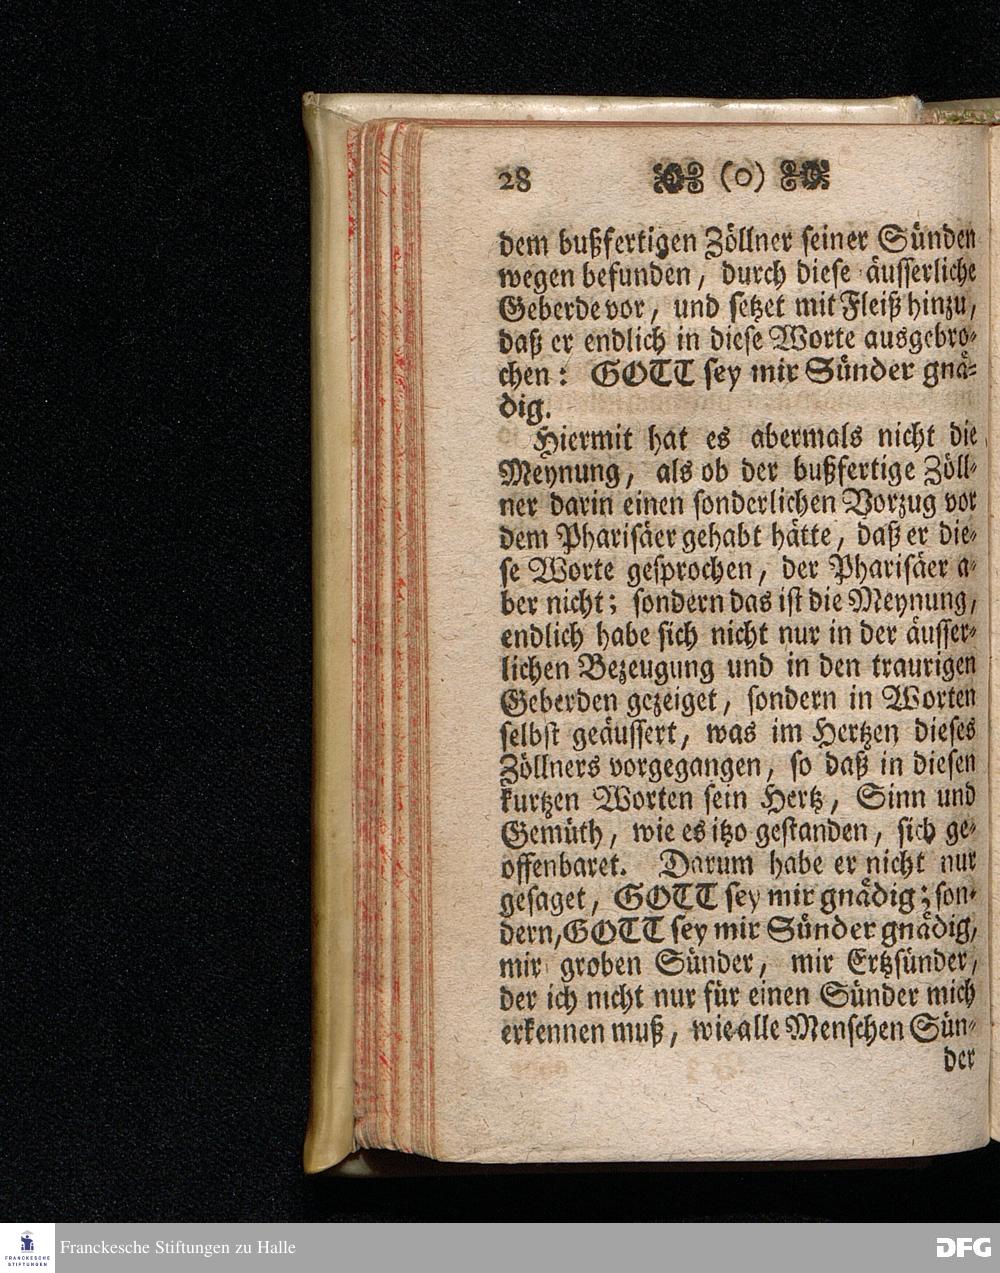 28 (o)
dem bußfertigen Zöllner seiner Sünden
wegen befunden, durch diese äusserliche
Geberde vor, und setzet mit Fleiß hinzu,
daß er endlich in diese Worte ausgebro-
chen: GOTT sey mir Sünder gnä-
dig.
Hiermit hat es abermals nicht die
Meynung, als ob der bußfertige Zöll-
ner darin einen sonderlichen Vorzug vor
dem Pharisäer gehabt hätte, daß er die-
se Worte gesprochen, der Pharisäer a-
ber nicht; sondern das ist die Meynung,
endlich habe sich nicht nur in der äusser-
lichen Bezeugung und in den traurigen
Geberden gezeiget, sondern in Worten
selbst geäussert, was im Hertzen dieses
Zöllners vorgegangen, so daß in diesen
kurtzen Worten sein Hertz, Sinn und
Gemüth, wie es itzo gestanden, sich ge-
offenbaret. Darum habe er nicht nur
gesaget, GOTT sey mir gnädig; son-
dern, GOTT sey mir Sünder gnädig,
mir groben Sünder, mir Ertzsünder,
der ich nicht nur für einen Sünder mich
erkennen muß, wie alle Menschen Sün-
der
FRANCKESCHE
STIFTUNGEN
Franckesche Stiftungen zu Halle
DFG